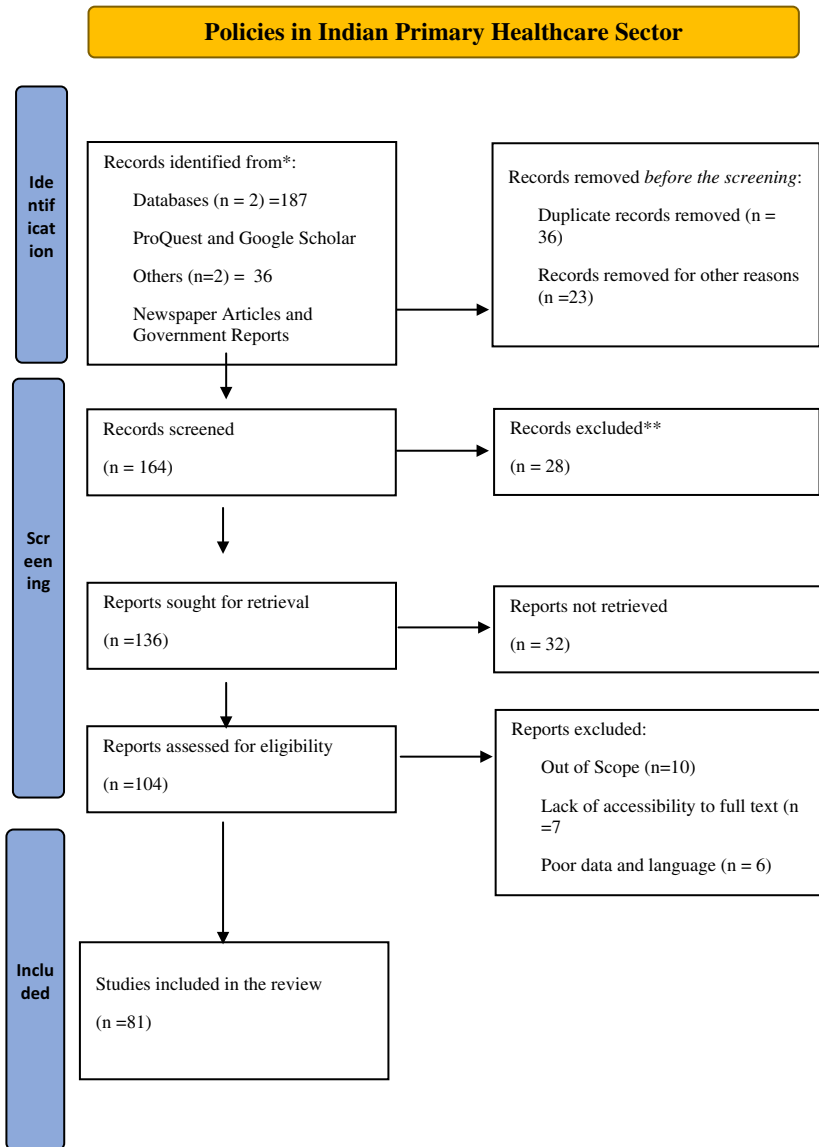 Policies in Indian Primary Healthcare Sector
Ide
ntif
icat
ion
Records identified from*:
Databases (n = 2) =187
ProQuest and Google Scholar
Others (n=2) = 36
Newspaper Articles and
Government Reports
Records removed before the screening:
Duplicate records removed (n =
36)
Records removed for other reasons
(n =23)
Scr
een
ing
Records screened
(n = 164)
Records excluded**
(n = 28)
Reports sought for retrieval
(n =136)
Reports not retrieved
(n = 32)
Reports assessed for eligibility
(n =104)
Reports excluded:
Out of Scope (n=10)
Lack of accessibility to full text (n
=7
Poor data and language (n = 6)
Inclu
ded
Studies included in the review
(n =81)